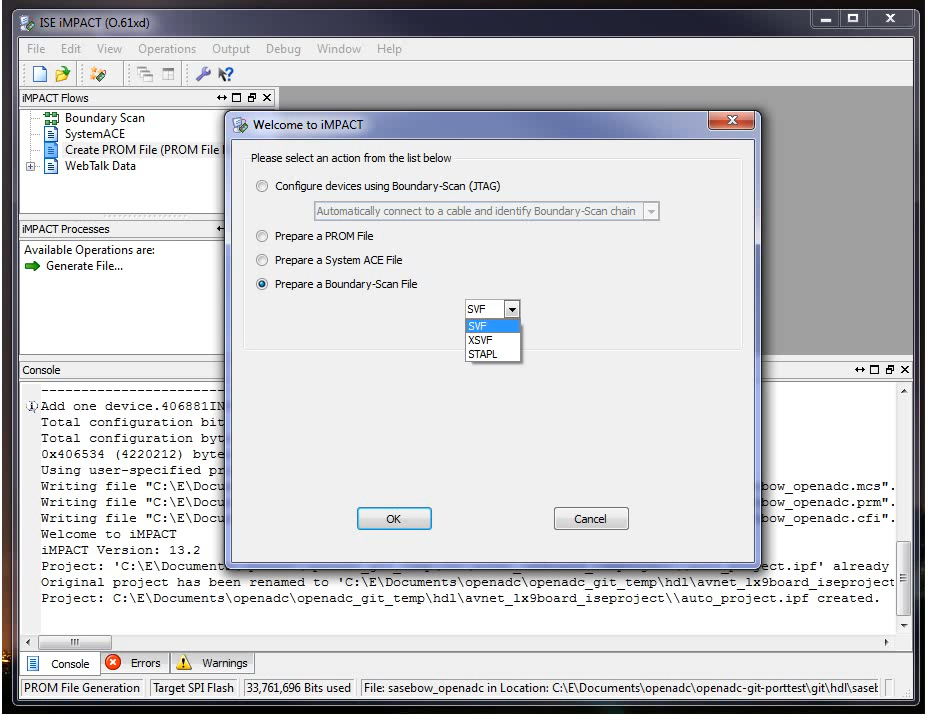 ISE iMPACT (O.61xd)
File Edit View Operations Output Debug Window Help
iMPACT Flows
Boundary Scan
SystemACE
Create PROM File (PROM File
WebTalk Data
iMPACT Processes
Available Operations are:
Generate File...
Welcome to iMPACT
Please select an action from the list below
Configure devices using Boundary-Scan (JTAG)
Automatically connect to a cable and identify Boundary-Scan chain
Prepare a PROM File
Prepare a System ACE File
Prepare a Boundary-Scan File
SVF
SVF
XSVF
STAPL
OK Cancel
Console
Add one device.406881IN
Total configuration bit
Total configuration byt
0x406534 (4220212) byte
Using user-specified pr
Writing file "C:\E\Docu bow_openadc.mcs".
Writing file "C:\E\Docu bow_openadc.prm".
Writing file "C:\E\Docu bow_openadc.cfi".
Welcome to iMPACT
iMPACT Version: 13.2
Project: 'C:\E\Docu ct.ipf' already
Original project has been renamed to 'C:\E\Documents\openadc\openadc_git_temp\hdl\avnet_lx9board_iseproject
Project: C:\E\Documents\openadc\openadc_git_temp\hdl\avnet_lx9board_iseproject\\auto_project.ipf created.
Console Errors Warnings
PROM File Generation Target SPI Flash 33,761,696 Bits used File: sasebow_openadc in Location: C:\E\Documents\openadc\openadc-git-porttest\git\hdl\saset